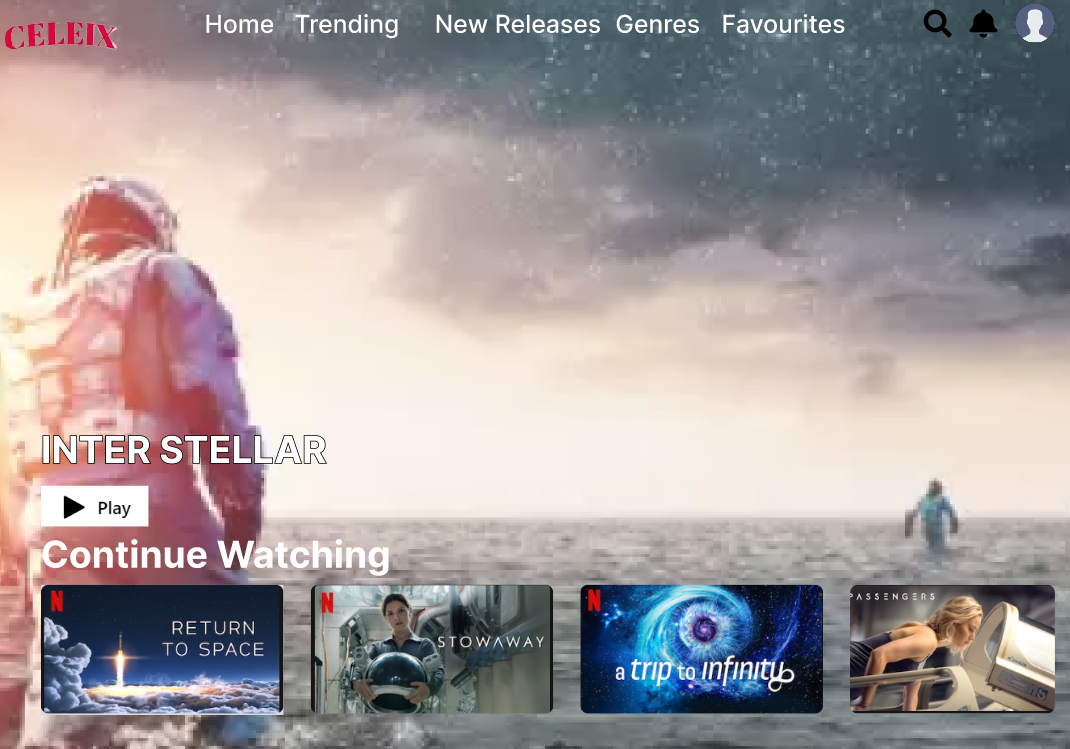 CELEIX
Home Trending New Releases Genres Favourites
INTER STELLAR
Play
Continue Watching
N
RETURN
TO SPACE
N
STOWAWAY
N
a trip to infinity
PASSENGERS